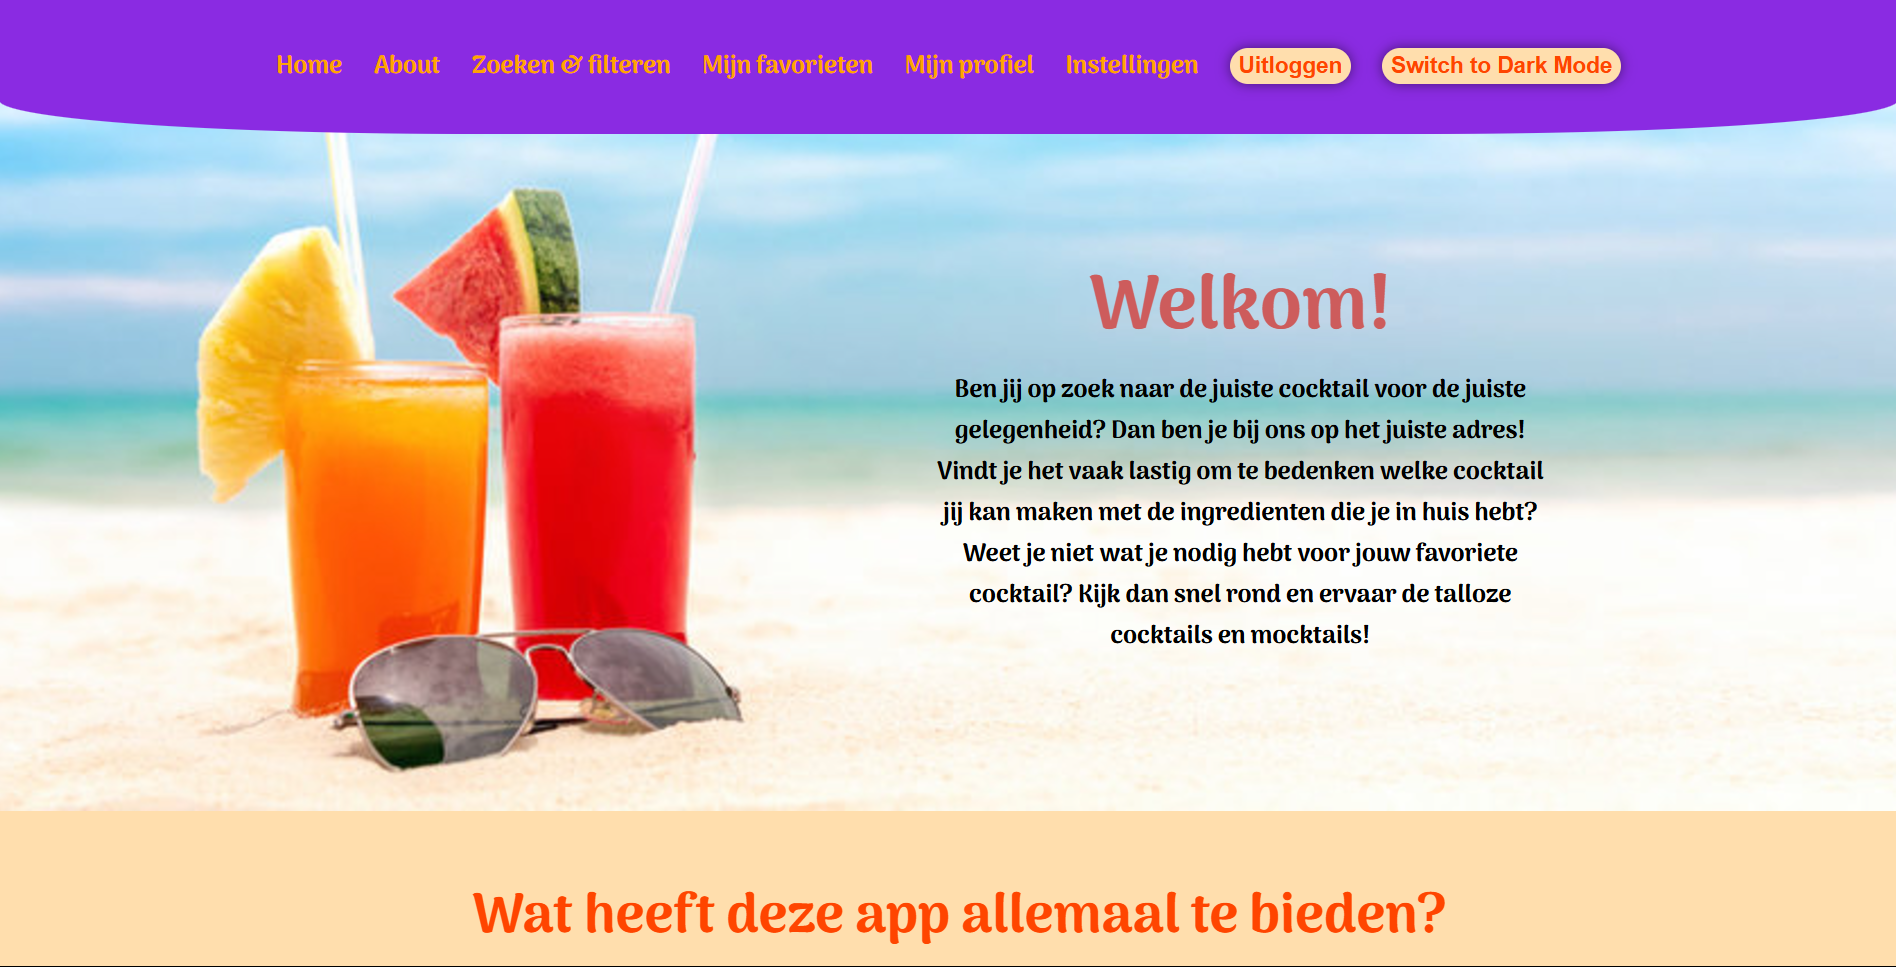 Home About Zoeken & filteren Mijn favorieten Mijn profiel Instellingen Uitloggen Switch to Dark Mode
Welkom!
Ben jij op zoek naar de juiste cocktail voor de juiste
gelegenheid? Dan ben je bij ons op het juiste adres!
Vindt je het vaak lastig om te bedenken welke cocktail
jij kan maken met de ingredienten die je in huis hebt?
Weet je niet wat je nodig hebt voor jouw favoriete
cocktail? Kijk dan snel rond en ervaar de talloze
cocktails en mocktails!
Wat heeft deze app allemaal te bieden?